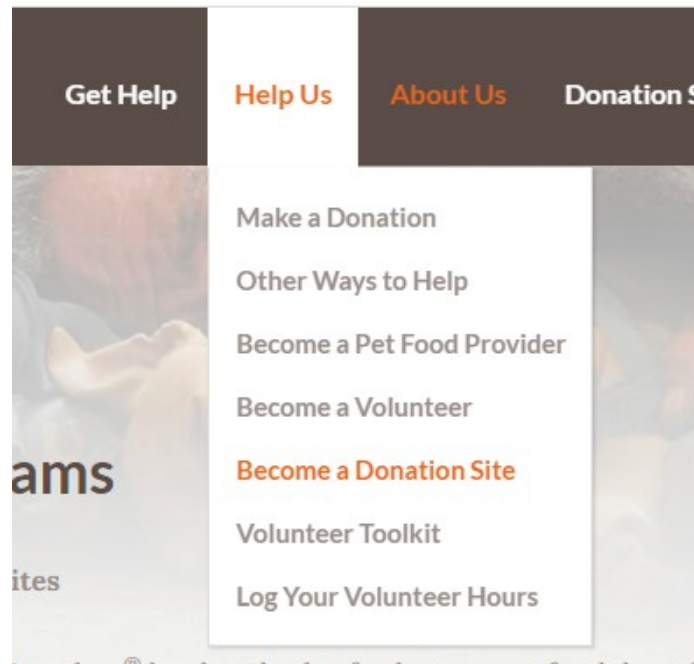 Get Help Help Us About Us Donation
Make a Donation
Other Ways to Help
Become a Pet Food Provider
Become a Volunteer
ams
Become a Donation Site
Volunteer Toolkit
ites
Log Your Volunteer Hours